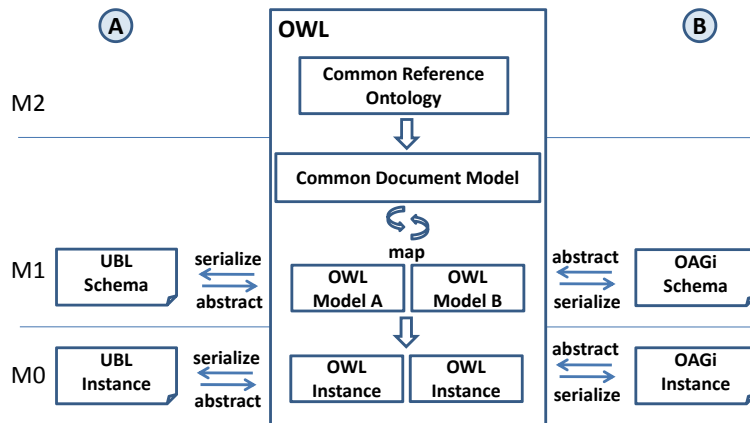 A
OWL
B
Common Reference
Ontology
M2
Common Document Model
map
M1
UBL
Schema
serialize
abstract
OWL
Model A
OWL
Model B
abstract
serialize
OAGi
Schema
M0
UBL
Instance
serialize
abstract
OWL
Instance
OWL
Instance
abstract
serialize
OAGi
Instance